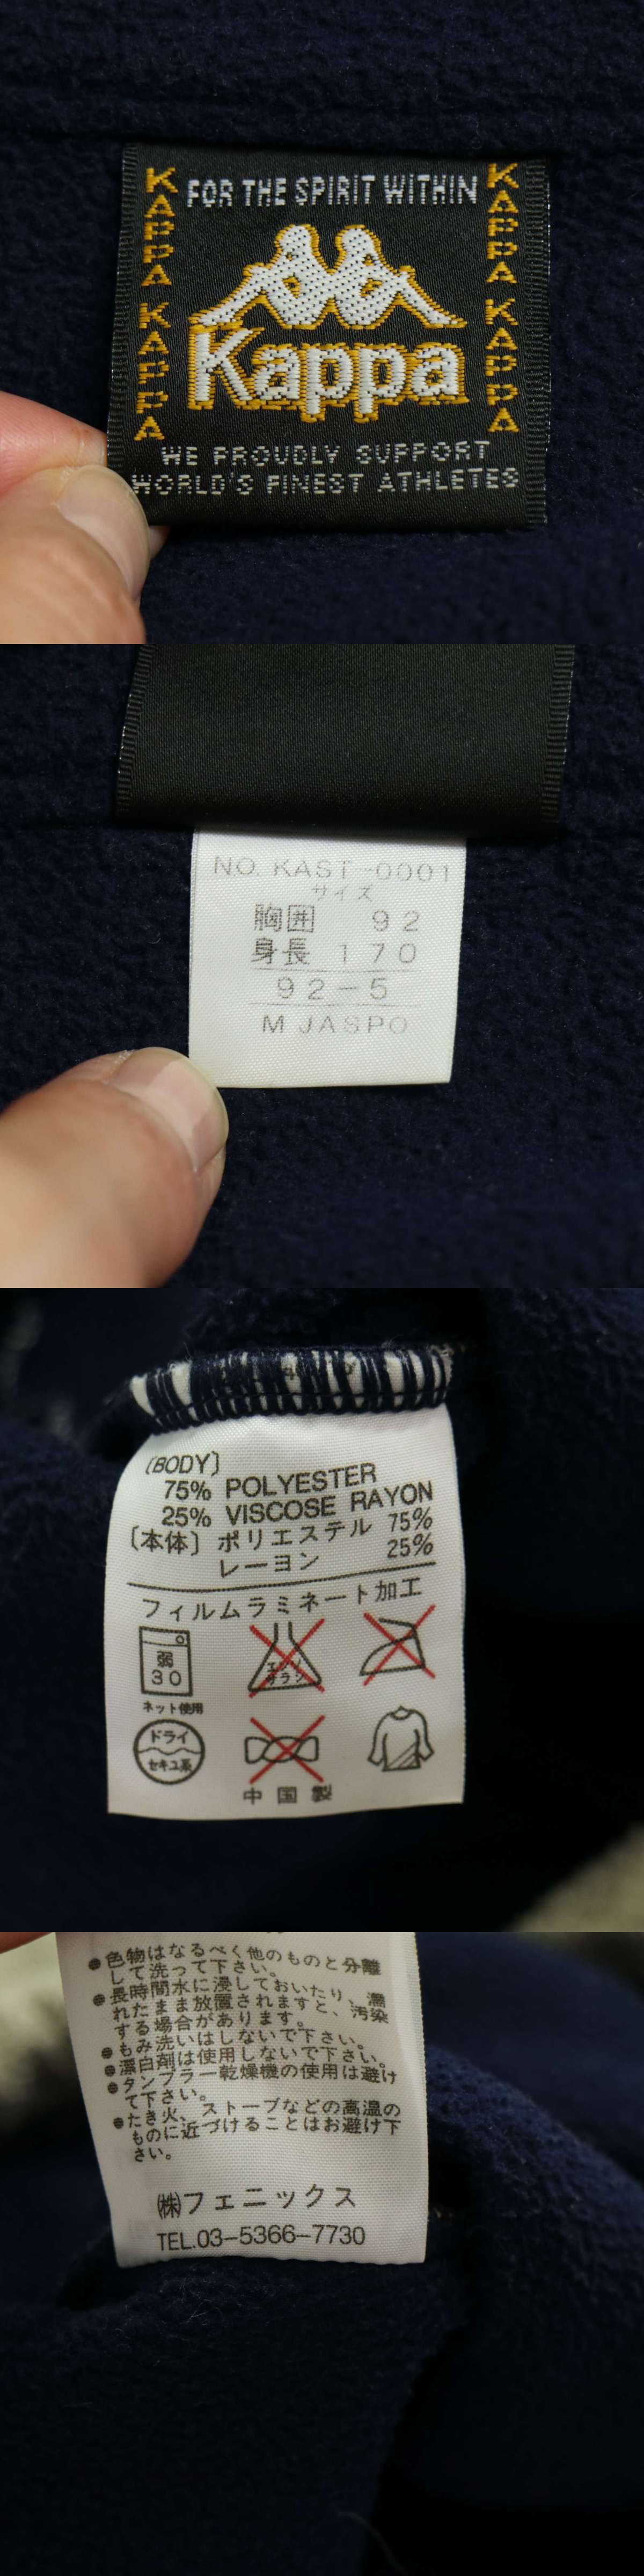 FOR THE SPIRIT WITHIN
KAPPA KAPPA
KAPPA KAPPA
Kappa
WE PROUDLY SUPPORT
WORLD'S FINEST ATHLETES
NO. KAST-0001
サイズ
胸囲 92
身長 170
92-5
M JASPO
〔BODY〕
75% POLYESTER
25% VISCOSE RAYON
〔本体〕 ポリエステル 75%
レーヨン 25%
フィルムラミネート加工
弱
30
エンソ
サラシ
ネット使用
ドライ
セキユ系
中国製
●色物はなるべく他のものと分離
して洗って下さい。
●長時間水に浸しておいたり、濡
れたまま放置されますと、汚染
する場合があります。
●もみ洗いはしないで下さい。
●漂白剤は使用しないで下さい。
●タンブラー乾燥機の使用は避け
て下さい。
●たき火、ストーブなどの高温の
ものに近づけることはお避け下
さい。
㈱フェニックス
TEL.03-5366-7730